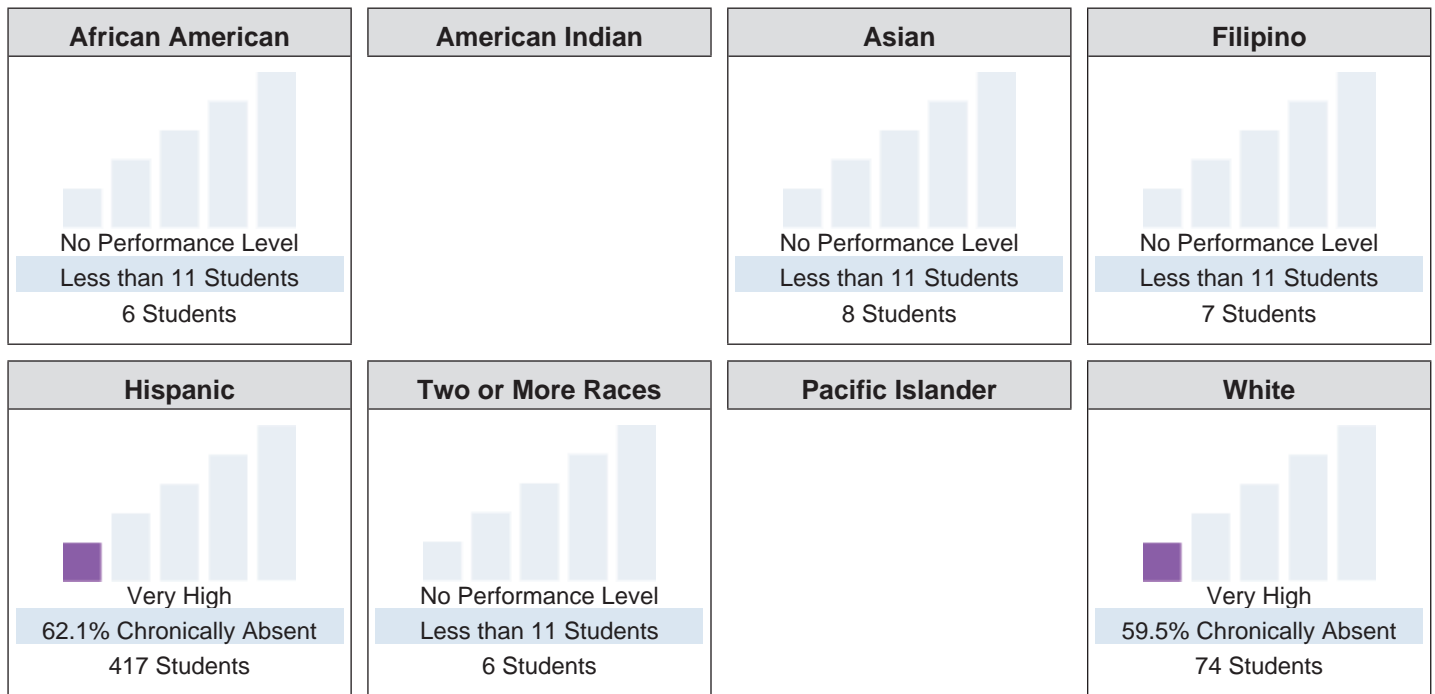 African American
No Performance Level
Less than 11 Students
6 Students
American Indian
Asian
No Performance Level
Less than 11 Students
8 Students
Filipino
No Performance Level
Less than 11 Students
7 Students
Hispanic
Very High
62.1% Chronically Absent
417 Students
Two or More Races
No Performance Level
Less than 11 Students
6 Students
Pacific Islander
White
Very High
59.5% Chronically Absent
74 Students